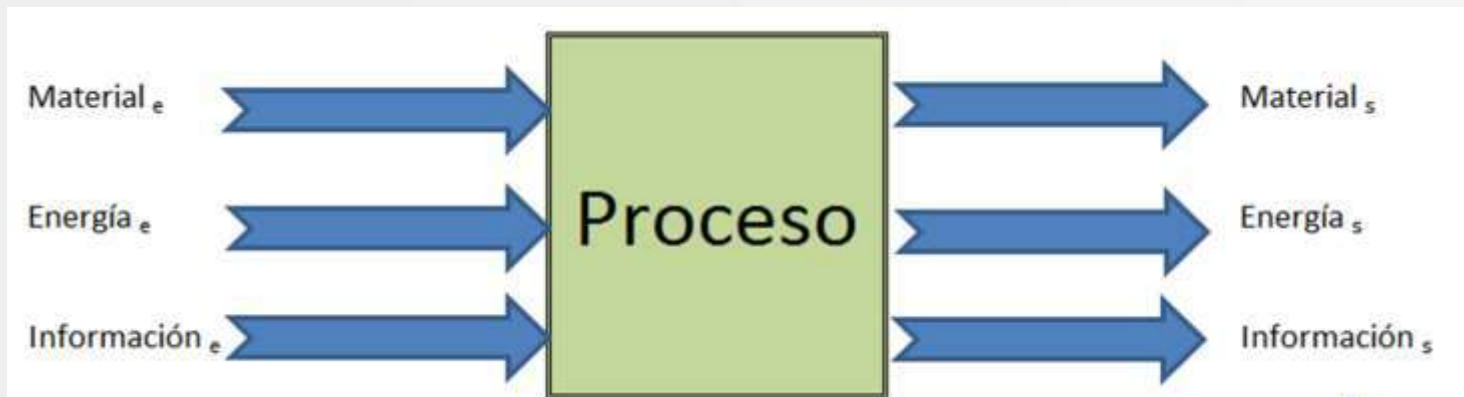 Material e
Material s
Energía e
Proceso
Energía s
Información e
Información s